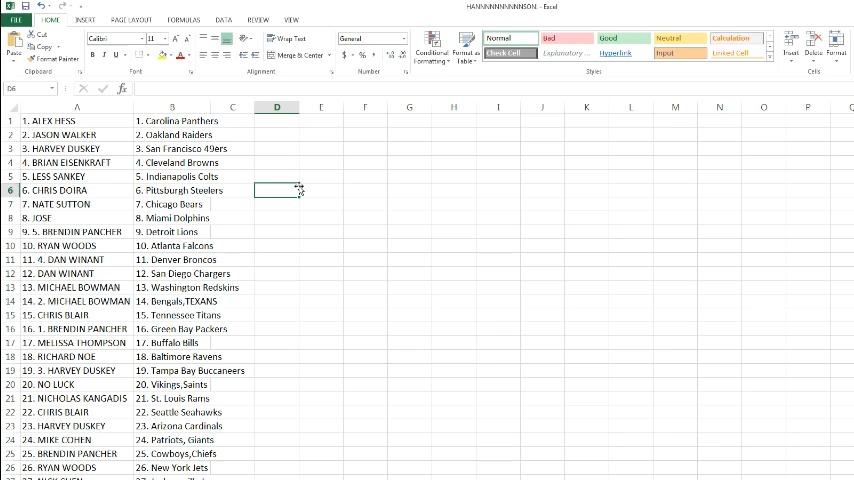 HANNNNNNNNNNSON. - Excel
FILE HOME INSERT PAGE LAYOUT FORMULAS DATA REVIEW VIEW
Cut
Copy
Format Painter
Paste
Clipboard
Calibri 11
B I U
Font
Wrap Text
Merge & Center
Alignment
General
$ % ,
Number
Conditional Formatting
Format as Table
Normal Bad Good Neutral Calculation
Check Cell Explanatory ... Hyperlink Input Linked Cell
Styles
Insert Delete Format
Cells
D6
fx
A B C D E F G H I J K L M N O P Q
1 1. ALEX HESS 1. Carolina Panthers
2 2. JASON WALKER 2. Oakland Raiders
3 3. HARVEY DUSKEY 3. San Francisco 49ers
4 4. BRIAN EISENKRAFT 4. Cleveland Browns
5 5. LESS SANKEY 5. Indianapolis Colts
6 6. CHRIS DOIRA 6. Pittsburgh Steelers
7 7. NATE SUTTON 7. Chicago Bears
8 8. JOSE 8. Miami Dolphins
9 9. 5. BRENDIN PANCHER 9. Detroit Lions
10 10. RYAN WOODS 10. Atlanta Falcons
11 11. 4. DAN WINANT 11. Denver Broncos
12 12. DAN WINANT 12. San Diego Chargers
13 13. MICHAEL BOWMAN 13. Washington Redskins
14 14. 2. MICHAEL BOWMAN 14. Bengals,TEXANS
15 15. CHRIS BLAIR 15. Tennessee Titans
16 16. 1. BRENDIN PANCHER 16. Green Bay Packers
17 17. MELISSA THOMPSON 17. Buffalo Bills
18 18. RICHARD NOE 18. Baltimore Ravens
19 19. 3. HARVEY DUSKEY 19. Tampa Bay Buccaneers
20 20. NO LUCK 20. Vikings,Saints
21 21. NICHOLAS KANGADIS 21. St. Louis Rams
22 22. CHRIS BLAIR 22. Seattle Seahawks
23 23. HARVEY DUSKEY 23. Arizona Cardinals
24 24. MIKE COHEN 24. Patriots, Giants
25 25. BRENDIN PANCHER 25. Cowboys,Chiefs
26 26. RYAN WOODS 26. New York Jets